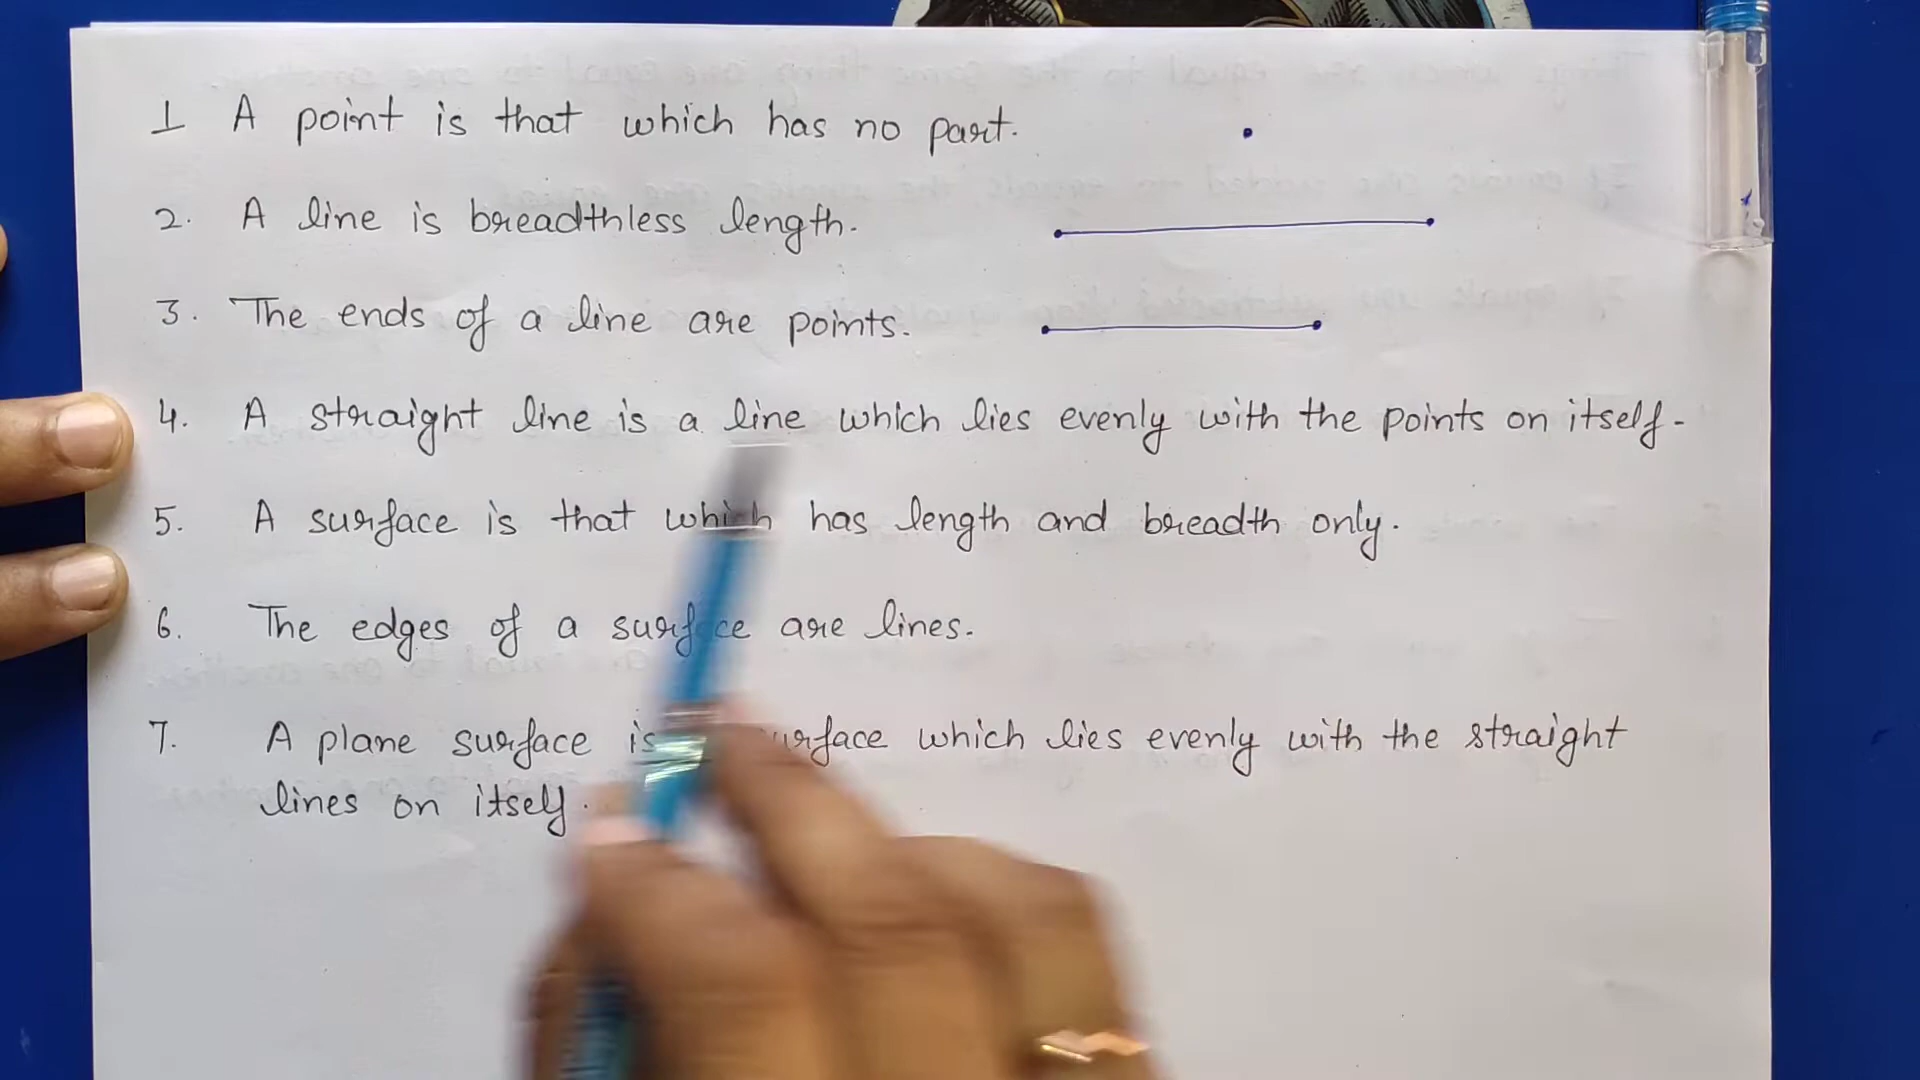 1 A point is that which has no part.
2. A line is breadthless length.
3. The ends of a line are points.
4. A straight line is a line which lies evenly with the points on itself-
5. A surface is that which has length and breadth only.
6. The edges of a surface are lines.
7. A plane surface is surface which lies evenly with the straight
lines on itself.